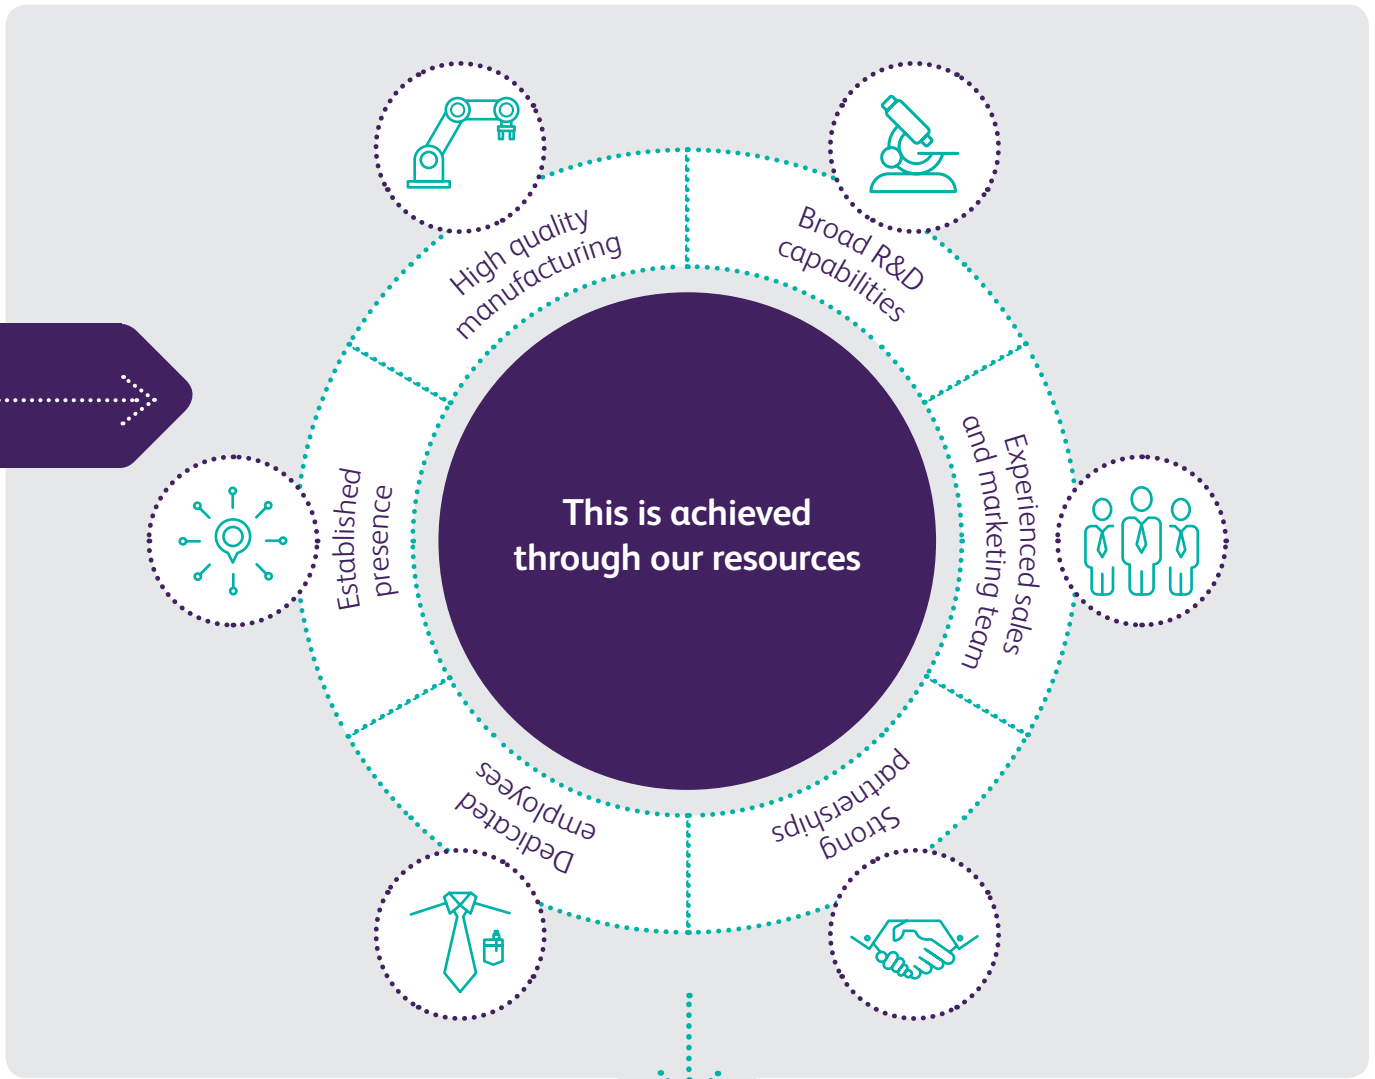 High quality
manufacturing
Broad R&D
capabilities
Experienced sales
and marketing team
Strong
partnerships
Dedicated
employees
Established
presence
This is achieved
through our resources